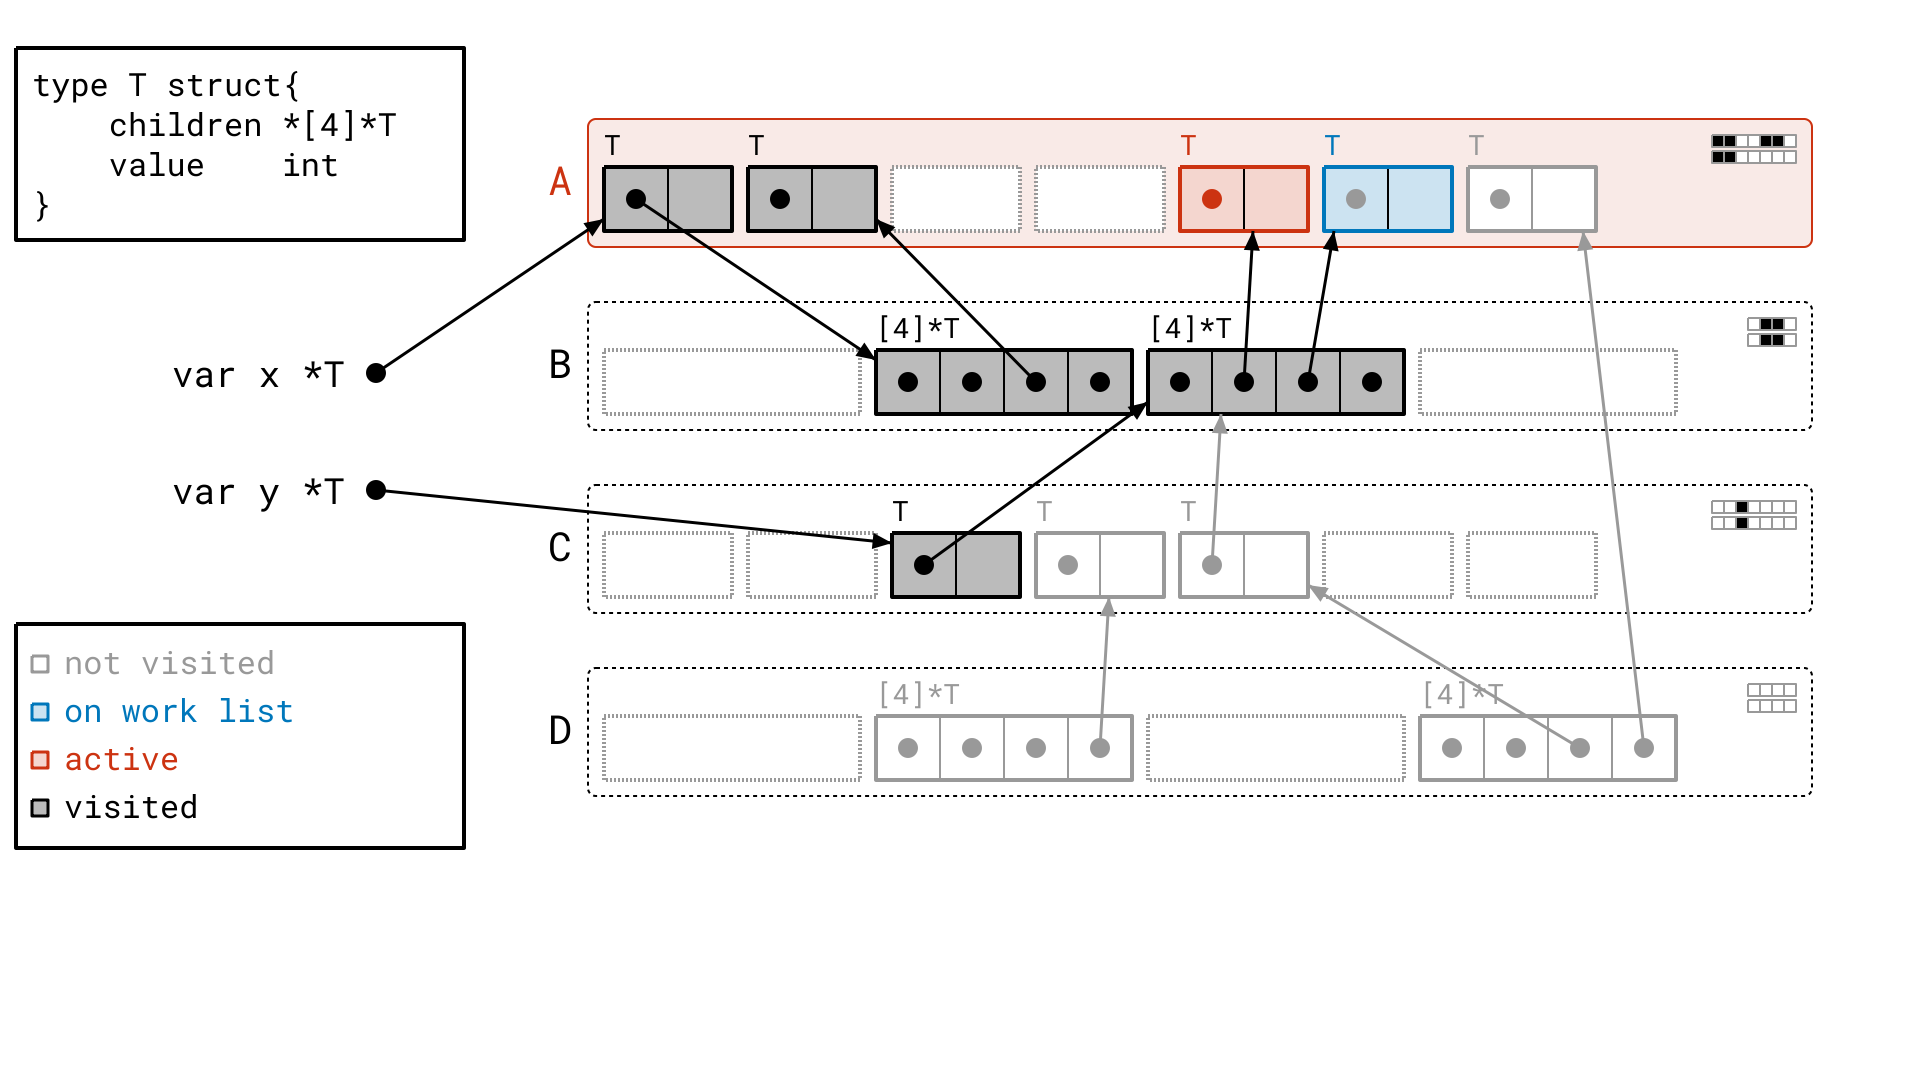 type T struct{
    children *[4]*T
    value    int
}
T T T T T
A
[4]*T [4]*T
B
var x *T
var y *T
T T T
C
not visited
on work list
active
visited
[4]*T [4]*T
D